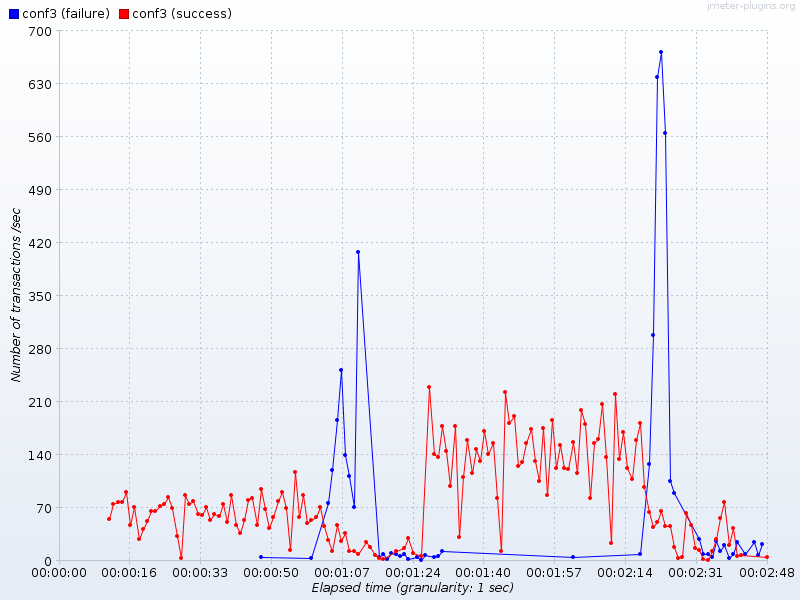 jmeter-plugins.org
conf3 (failure) conf3 (success)
700
630
560
490
420
350
280
210
140
70
0
Number of transactions /sec
00:00:00 00:00:16 00:00:33 00:00:50 00:01:07 00:01:24 00:01:40 00:01:57 00:02:14 00:02:31 00:02:48
Elapsed time (granularity: 1 sec)